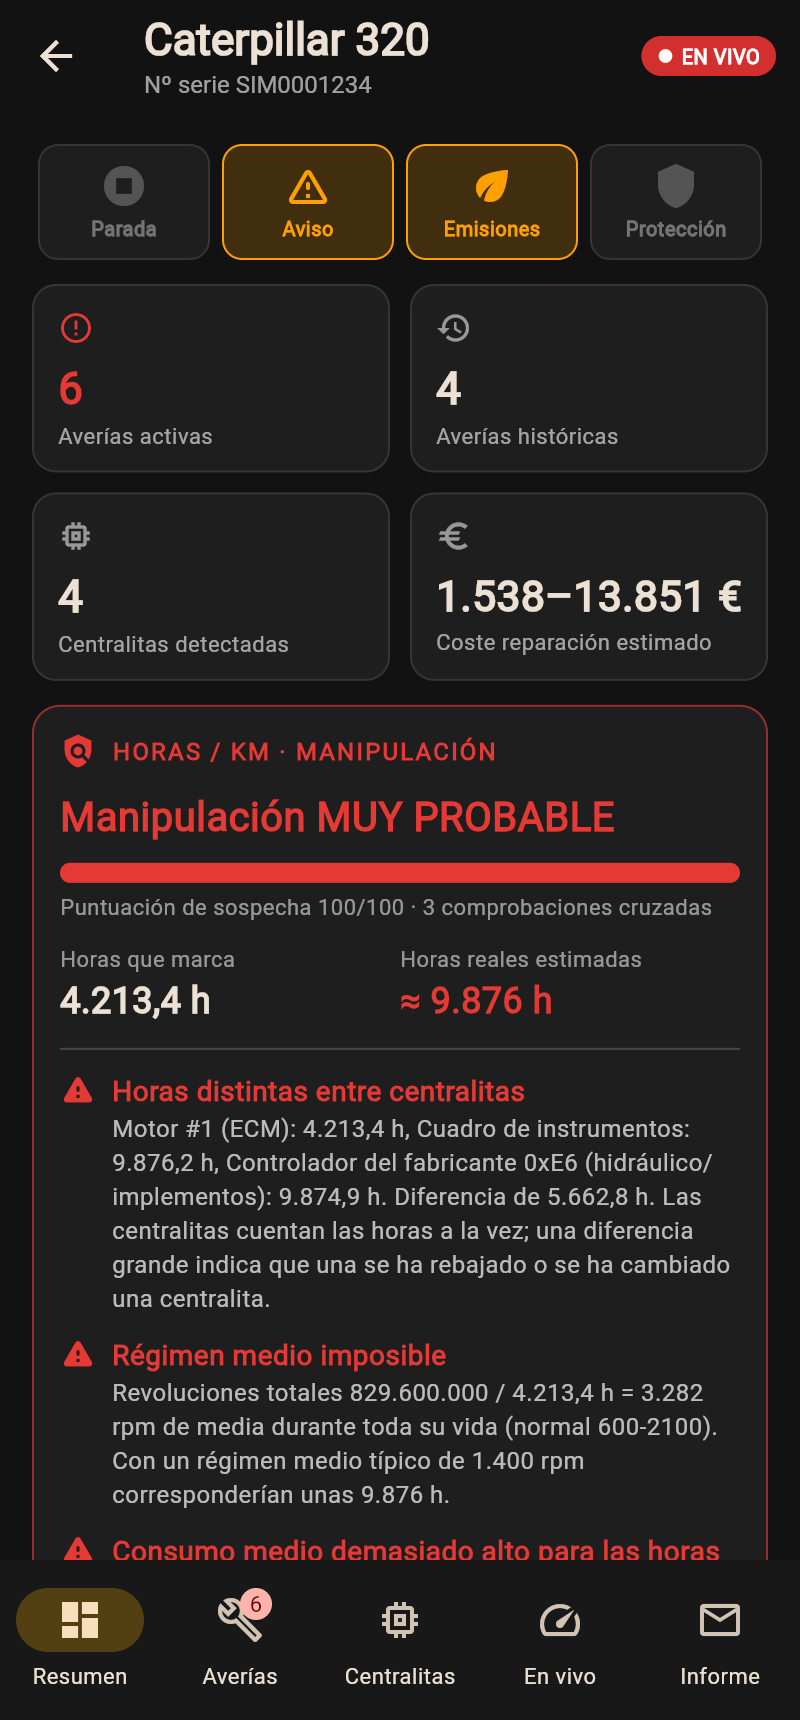 Caterpillar 320
Nº serie SIM0001234
EN VIVO
Parada
Aviso
Emisiones
Protección
6
Averías activas
4
Averías históricas
4
Centralitas detectadas
1.538–13.851 €
Coste reparación estimado
HORAS / KM · MANIPULACIÓN
Manipulación MUY PROBABLE
Puntuación de sospecha 100/100 · 3 comprobaciones cruzadas
Horas que marca
4.213,4 h
Horas reales estimadas
≈ 9.876 h
Horas distintas entre centralitas
Motor #1 (ECM): 4.213,4 h, Cuadro de instrumentos:
9.876,2 h, Controlador del fabricante 0xE6 (hidráulico/
implementos): 9.874,9 h. Diferencia de 5.662,8 h. Las
centralitas cuentan las horas a la vez; una diferencia
grande indica que una se ha rebajado o se ha cambiado
una centralita.
Régimen medio imposible
Revoluciones totales 829.600.000 / 4.213,4 h = 3.282
rpm de media durante toda su vida (normal 600-2100).
Con un régimen medio típico de 1.400 rpm
corresponderían unas 9.876 h.
Consumo medio demasiado alto para las horas
6
Resumen
Averías
Centralitas
En vivo
Informe